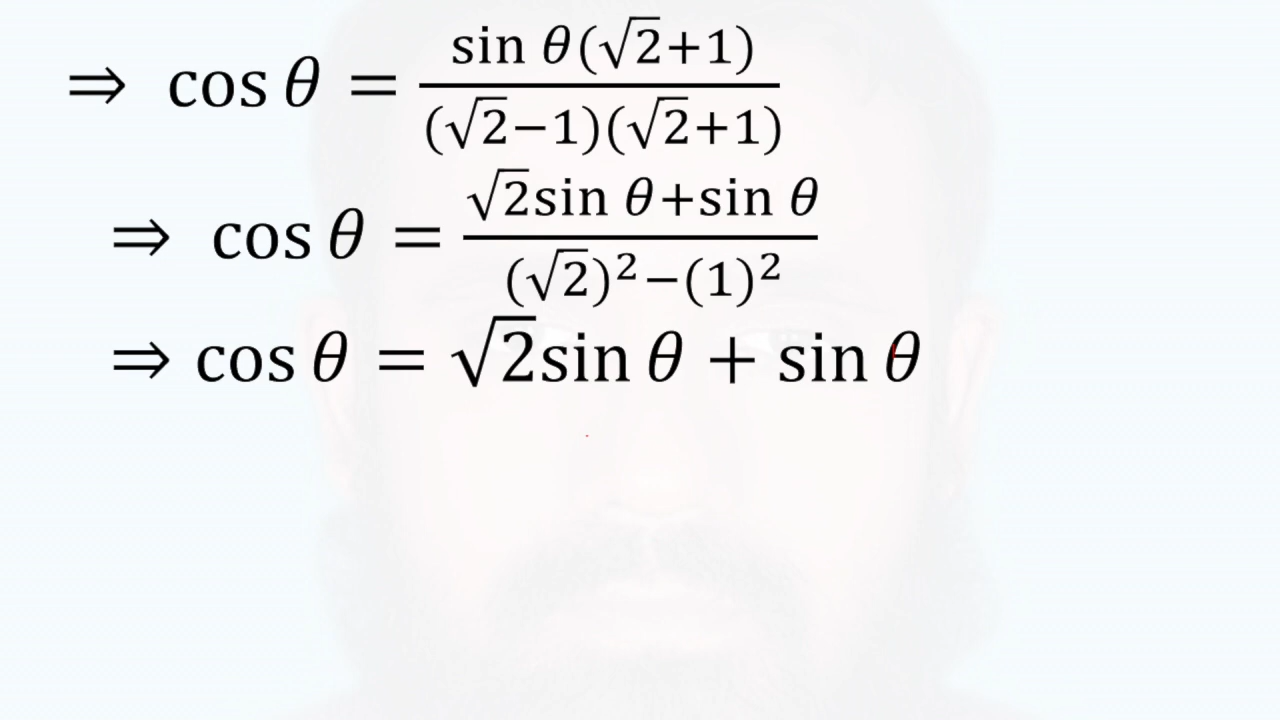 ⇒ cos θ = sin θ(√2+1)/(√2−1)(√2+1)
⇒ cos θ = √2sin θ+sin θ/(√2)²−(1)²
⇒ cos θ = √2sin θ + sin θ